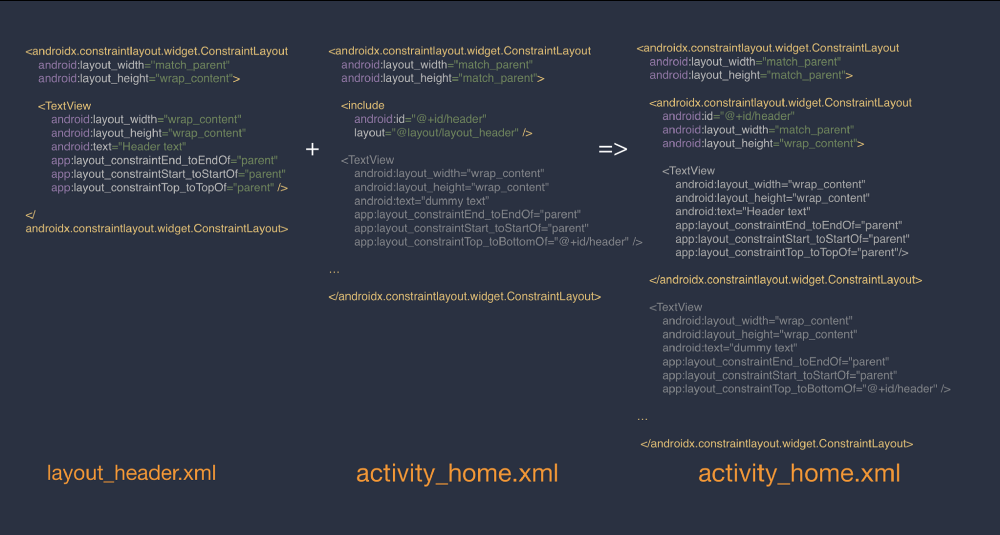 <androidx.constraintlayout.widget.ConstraintLayout
android:layout_width="match_parent"
android:layout_height="wrap_content">
<TextView
android:layout_width="wrap_content"
android:layout_height="wrap_content"
android:text="Header text"
app:layout_constraintEnd_toEndOf="parent"
app:layout_constraintStart_toStartOf="parent"
app:layout_constraintTop_toTopOf="parent" />
</
androidx.constraintlayout.widget.ConstraintLayout>
layout_header.xml
+
<androidx.constraintlayout.widget.ConstraintLayout
android:layout_width="match_parent"
android:layout_height="match_parent">
<include
android:id="@+id/header"
layout="@layout/layout_header" />
<TextView
android:layout_width="wrap_content"
android:layout_height="wrap_content"
android:text="dummy text"
app:layout_constraintEnd_toEndOf="parent"
app:layout_constraintStart_toStartOf="parent"
app:layout_constraintTop_toBottomOf="@+id/header" />
...
</androidx.constraintlayout.widget.ConstraintLayout>
activity_home.xml
=>
<androidx.constraintlayout.widget.ConstraintLayout
android:layout_width="match_parent"
android:layout_height="match_parent">
<androidx.constraintlayout.widget.ConstraintLayout
android:id="@+id/header"
android:layout_width="match_parent"
android:layout_height="wrap_content">
<TextView
android:layout_width="wrap_content"
android:layout_height="wrap_content"
android:text="Header text"
app:layout_constraintEnd_toEndOf="parent"
app:layout_constraintStart_toStartOf="parent"
app:layout_constraintTop_toTopOf="parent"/>
</androidx.constraintlayout.widget.ConstraintLayout>
<TextView
android:layout_width="wrap_content"
android:layout_height="wrap_content"
android:text="dummy text"
app:layout_constraintEnd_toEndOf="parent"
app:layout_constraintStart_toStartOf="parent"
app:layout_constraintTop_toBottomOf="@+id/header" />
...
</androidx.constraintlayout.widget.ConstraintLayout>
activity_home.xml